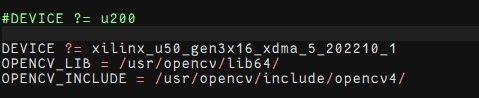 #DEVICE ?= u200
DEVICE ?= xilinx_u50_gen3x16_xdma_5_202210_1
OPENCV_LIB = /usr/opencv/lib64/
OPENCV_INCLUDE = /usr/opencv/include/opencv4/